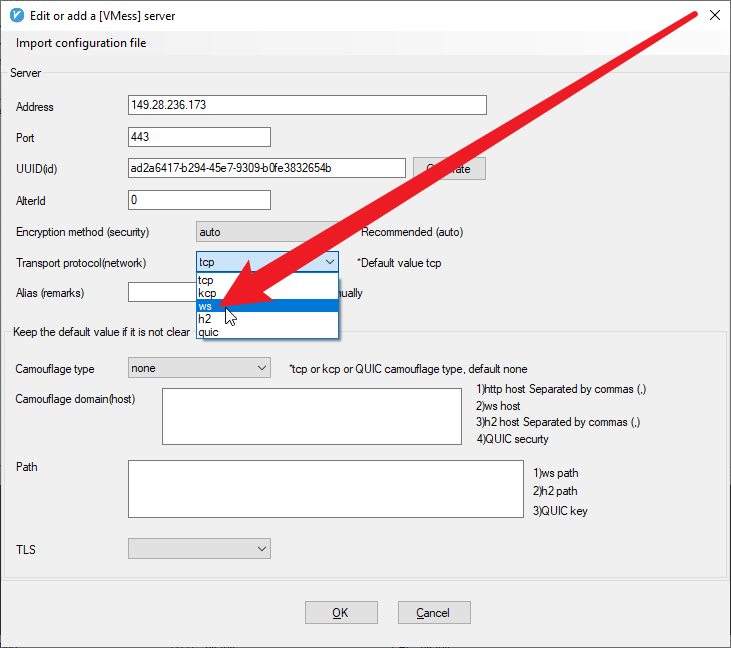 Edit or add a [VMess] server
Import configuration file
Server
Address 149.28.236.173
Port 443
UUID(id) ad2a6417-b294-45e7-9309-b0fe3832654b
AlterId 0
Encryption method (security) auto Recommended (auto)
Transport protocol(network) tcp *Default value tcp
tcp
Alias (remarks) kcp
ws
h2
quic
Keep the default value if it is not clear
Camouflage type none *tcp or kcp or QUIC camouflage type, default none
Camouflage domain(host)
1)http host Separated by commas (,)
2)ws host
3)h2 host Separated by commas (,)
4)QUIC securty
Path
1)ws path
2)h2 path
3)QUIC key
TLS
OK Cancel